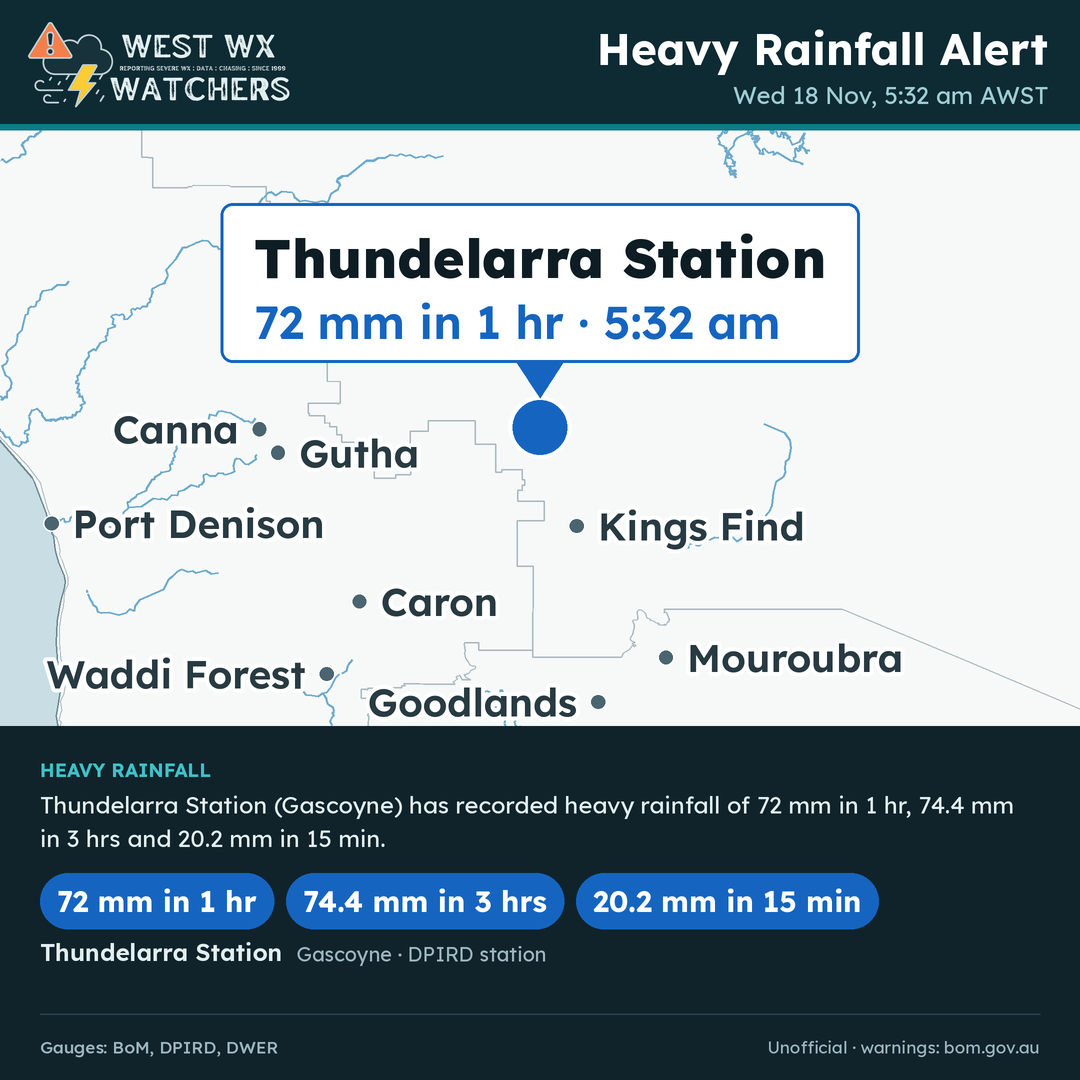 WEST WX
REPORTING SEVERE WX : DATA : CHASING : SINCE 1999
WATCHERS
Heavy Rainfall Alert
Wed 18 Nov, 5:32 am AWST
Thundelarra Station
72 mm in 1 hr · 5:32 am
Canna
Gutha
Port Denison
Kings Find
Caron
Mouroubra
Waddi Forest
Goodlands
HEAVY RAINFALL
Thundelarra Station (Gascoyne) has recorded heavy rainfall of 72 mm in 1 hr, 74.4 mm
in 3 hrs and 20.2 mm in 15 min.
72 mm in 1 hr
74.4 mm in 3 hrs
20.2 mm in 15 min
Thundelarra Station Gascoyne · DPIRD station
Gauges: BoM, DPIRD, DWER
Unofficial · warnings: bom.gov.au